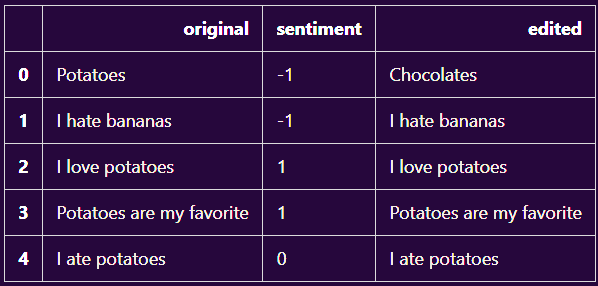 original sentiment edited
0 Potatoes -1 Chocolates
1 I hate bananas -1 I hate bananas
2 I love potatoes 1 I love potatoes
3 Potatoes are my favorite 1 Potatoes are my favorite
4 I ate potatoes 0 I ate potatoes